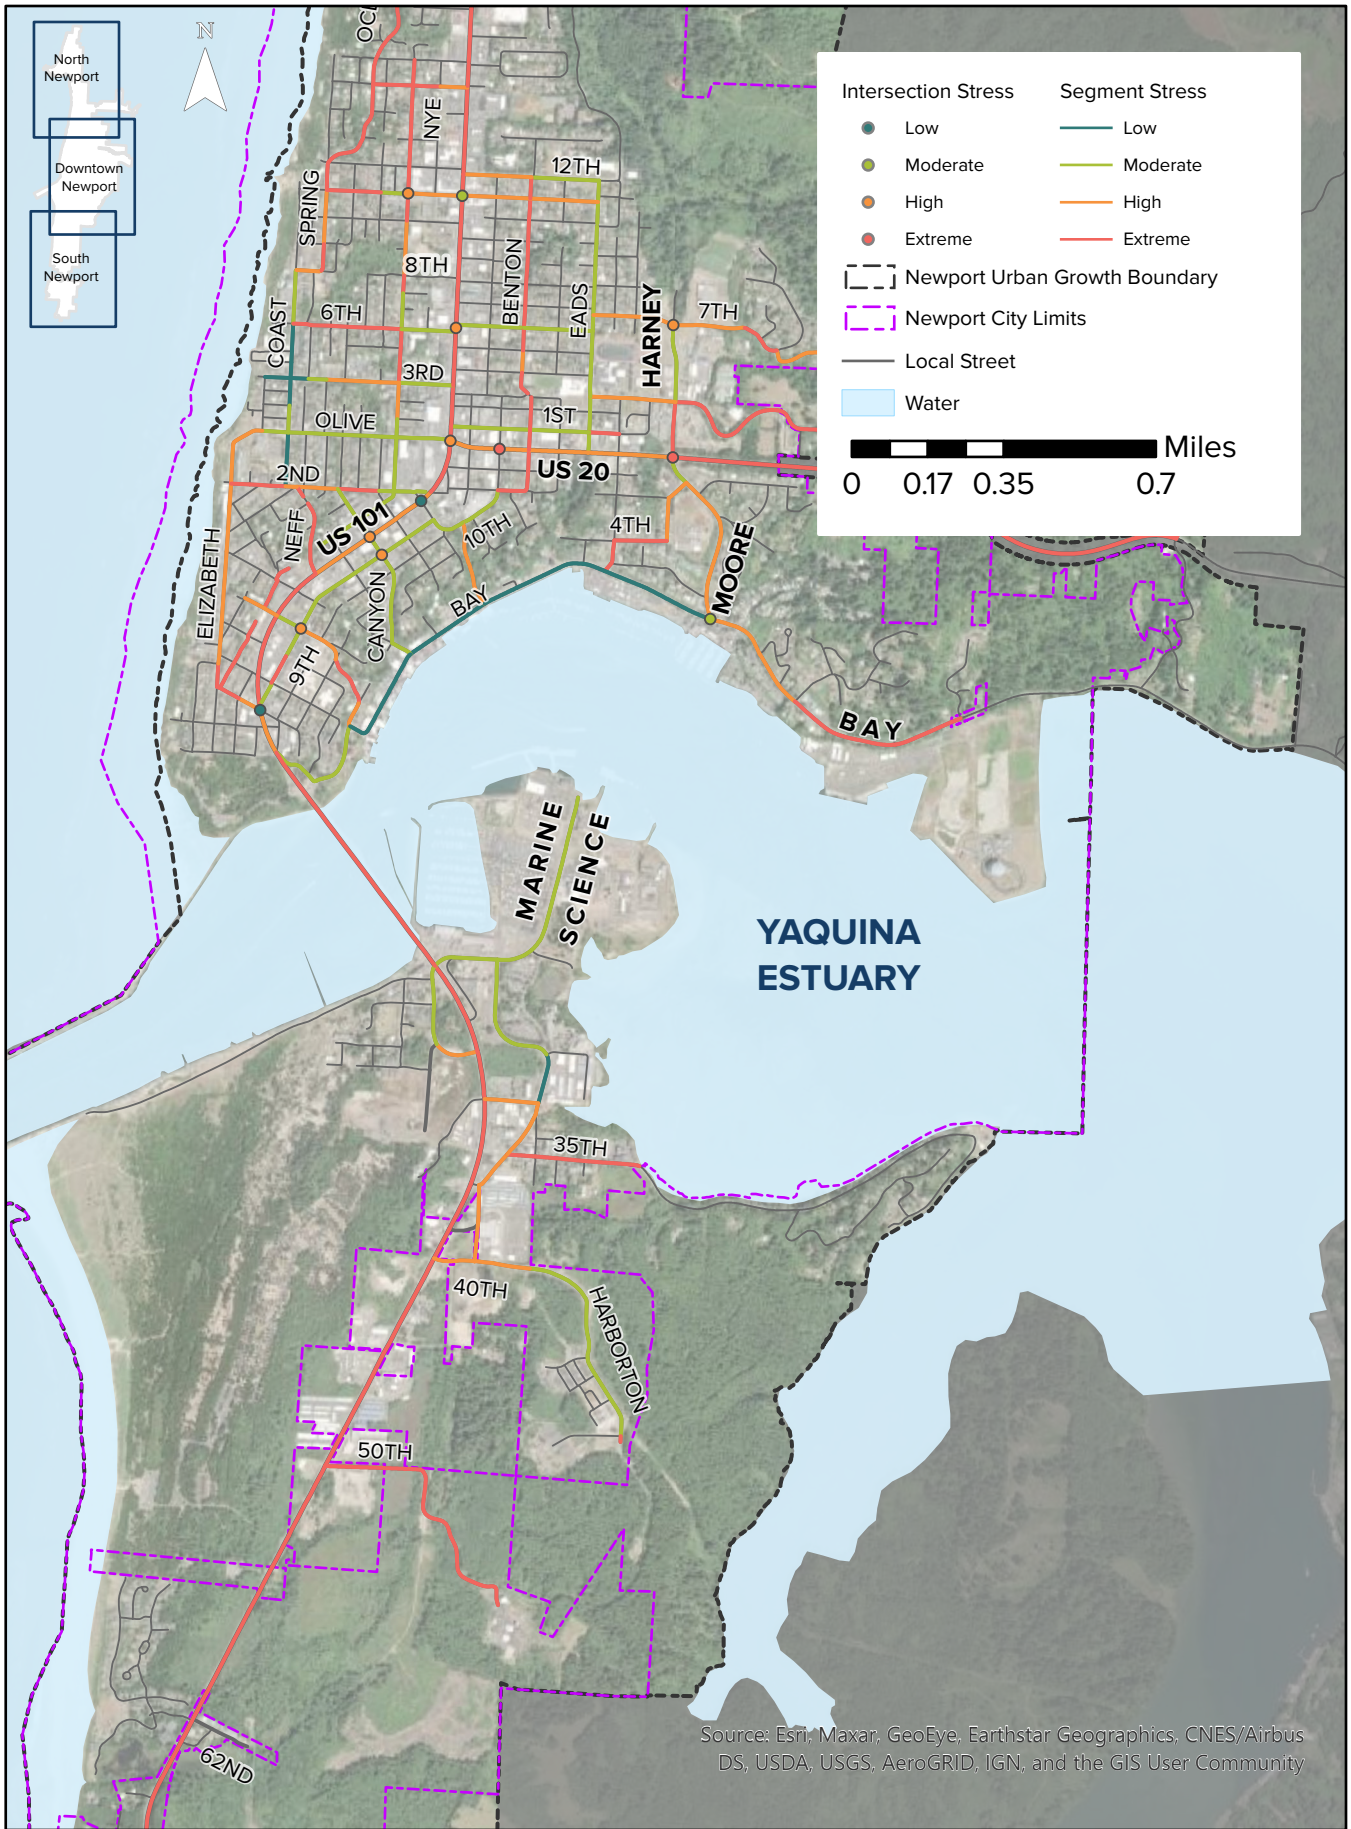 North
Newport
Downtown
Newport
South
Newport
N
Intersection Stress
Segment Stress
Low
Low
Moderate
Moderate
High
High
Extreme
Extreme
Newport Urban Growth Boundary
Newport City Limits
Local Street
Water
Miles
0
0.17
0.35
0.7
NYE
12TH
SPRING
8TH
BENTON
6TH
EADS
HARNEY
7TH
COAST
3RD
OLIVE
1ST
2ND
US 20
NEFF
US 101
10TH
4TH
ELIZABETH
CANYON
BAY
MOORE
9TH
BAY
MARINE
SCIENCE
YAQUINA
ESTUARY
35TH
40TH
HARBORTON
50TH
62ND
Source: Esri, Maxar, GeoEye, Earthstar Geographics, CNES/Airbus
DS, USDA, USGS, AeroGRID, IGN, and the GIS User Community